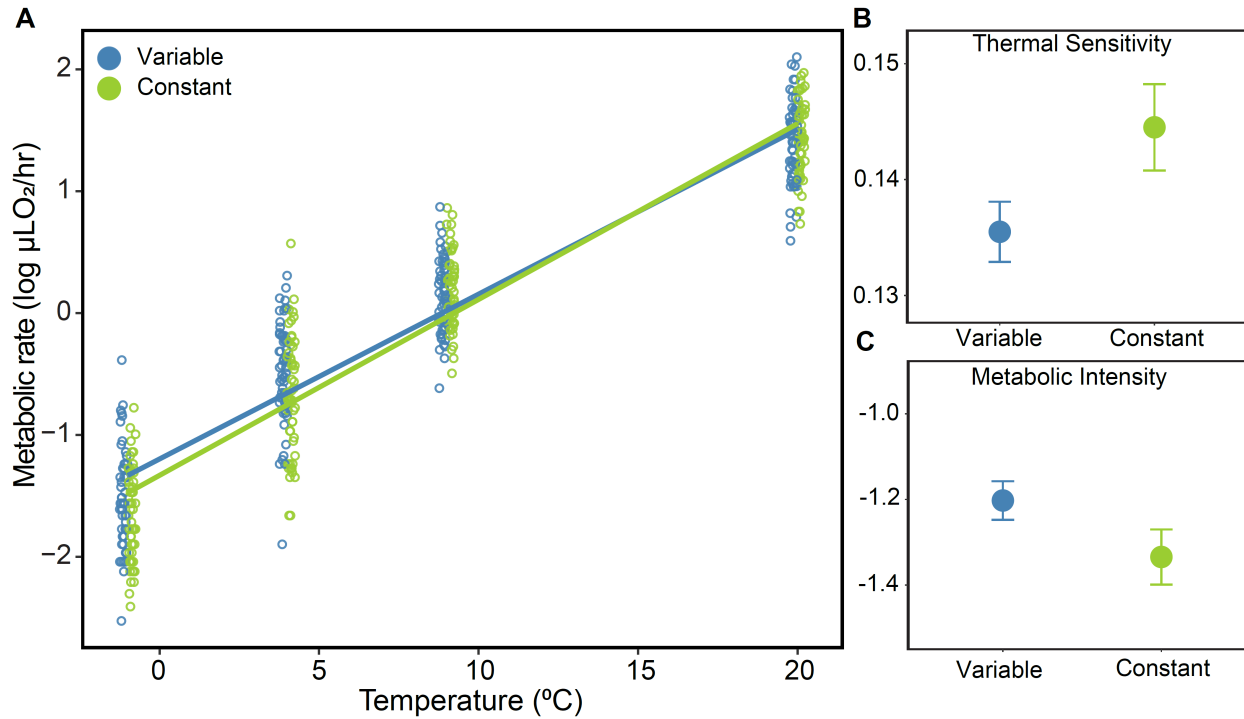 A
Variable
Constant
Metabolic rate (log µLO₂/hr)
2
1
0
−1
−2
0
5
10
15
20
Temperature (ºC)
B
Thermal Sensitivity
0.15
0.14
0.13
Variable
Constant
C
Metabolic Intensity
-1.0
-1.2
-1.4
Variable
Constant